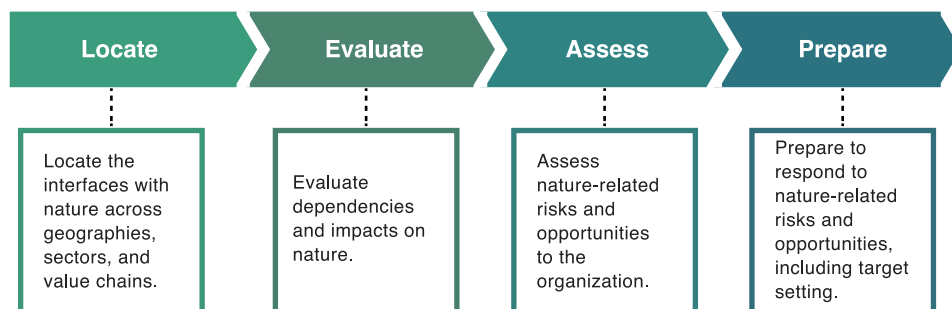 Locate
Evaluate
Assess
Prepare
Locate the
interfaces with
nature across
geographies,
sectors, and
value chains.
Evaluate
dependencies
and impacts on
nature.
Assess
nature-related
risks and
opportunities
to the
organization.
Prepare to
respond to
nature-related
risks and
opportunities,
including target
setting.